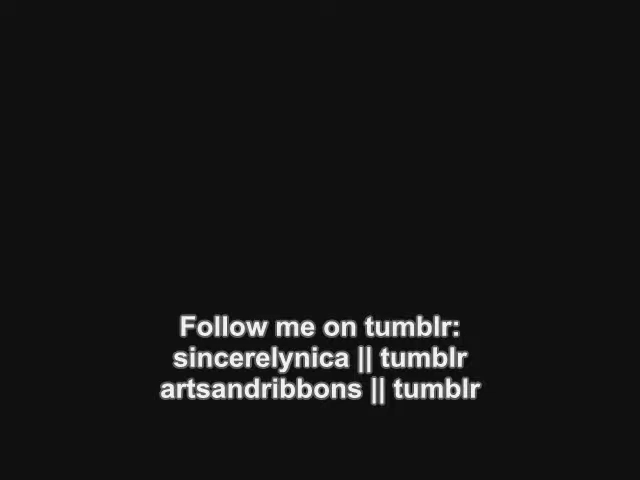 Follow me on tumblr:
sincerelynica || tumblr
artsandribbons || tumblr